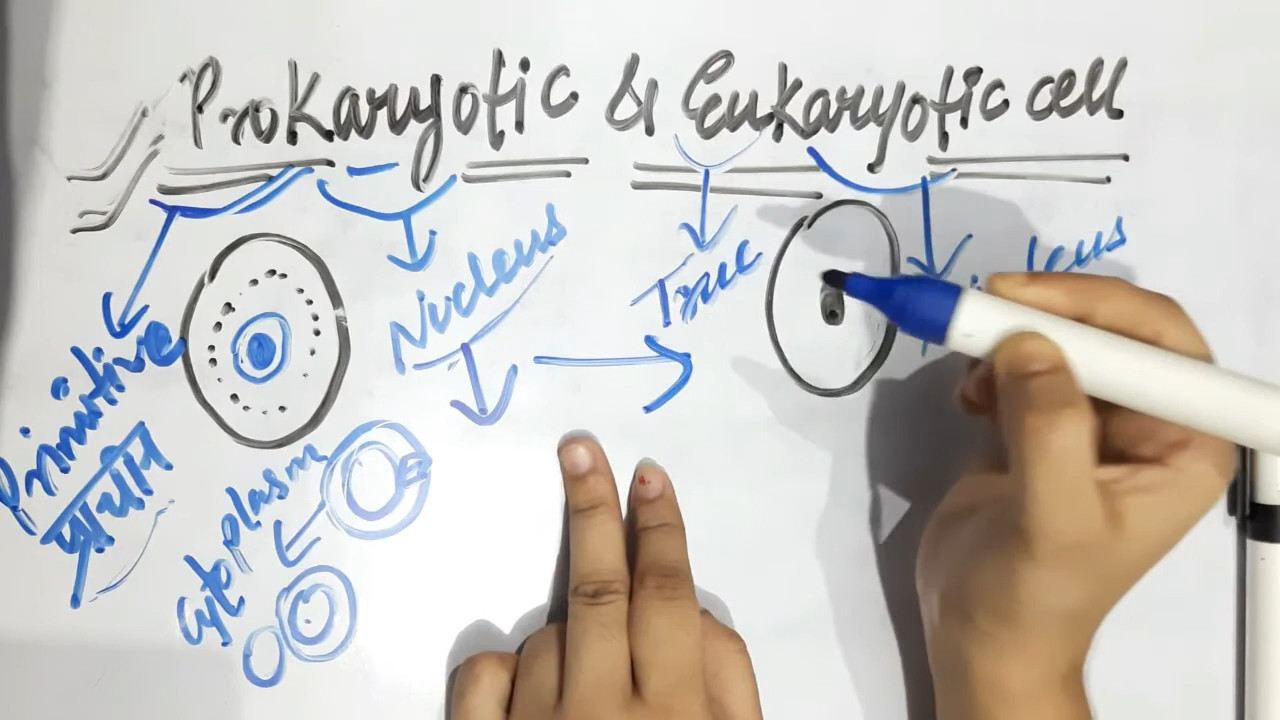 Prokaryotic & Eukaryotic cell
Primitive
Nucleus
True
Cytoplasm